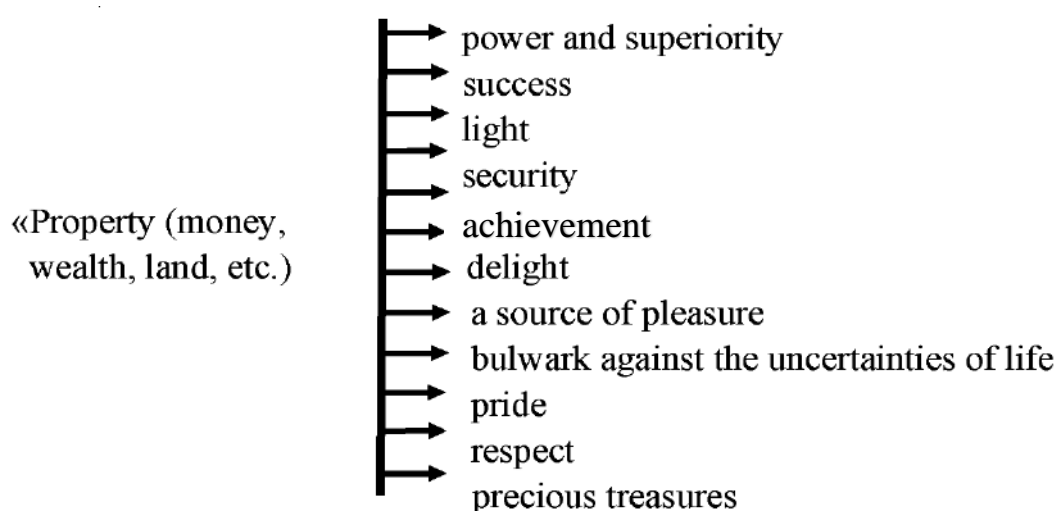 power and superiority
success
light
security
«Property (money,
wealth, land, etc.)
achievement
delight
a source of pleasure
bulwark against the uncertainties of life
pride
respect
precious treasures